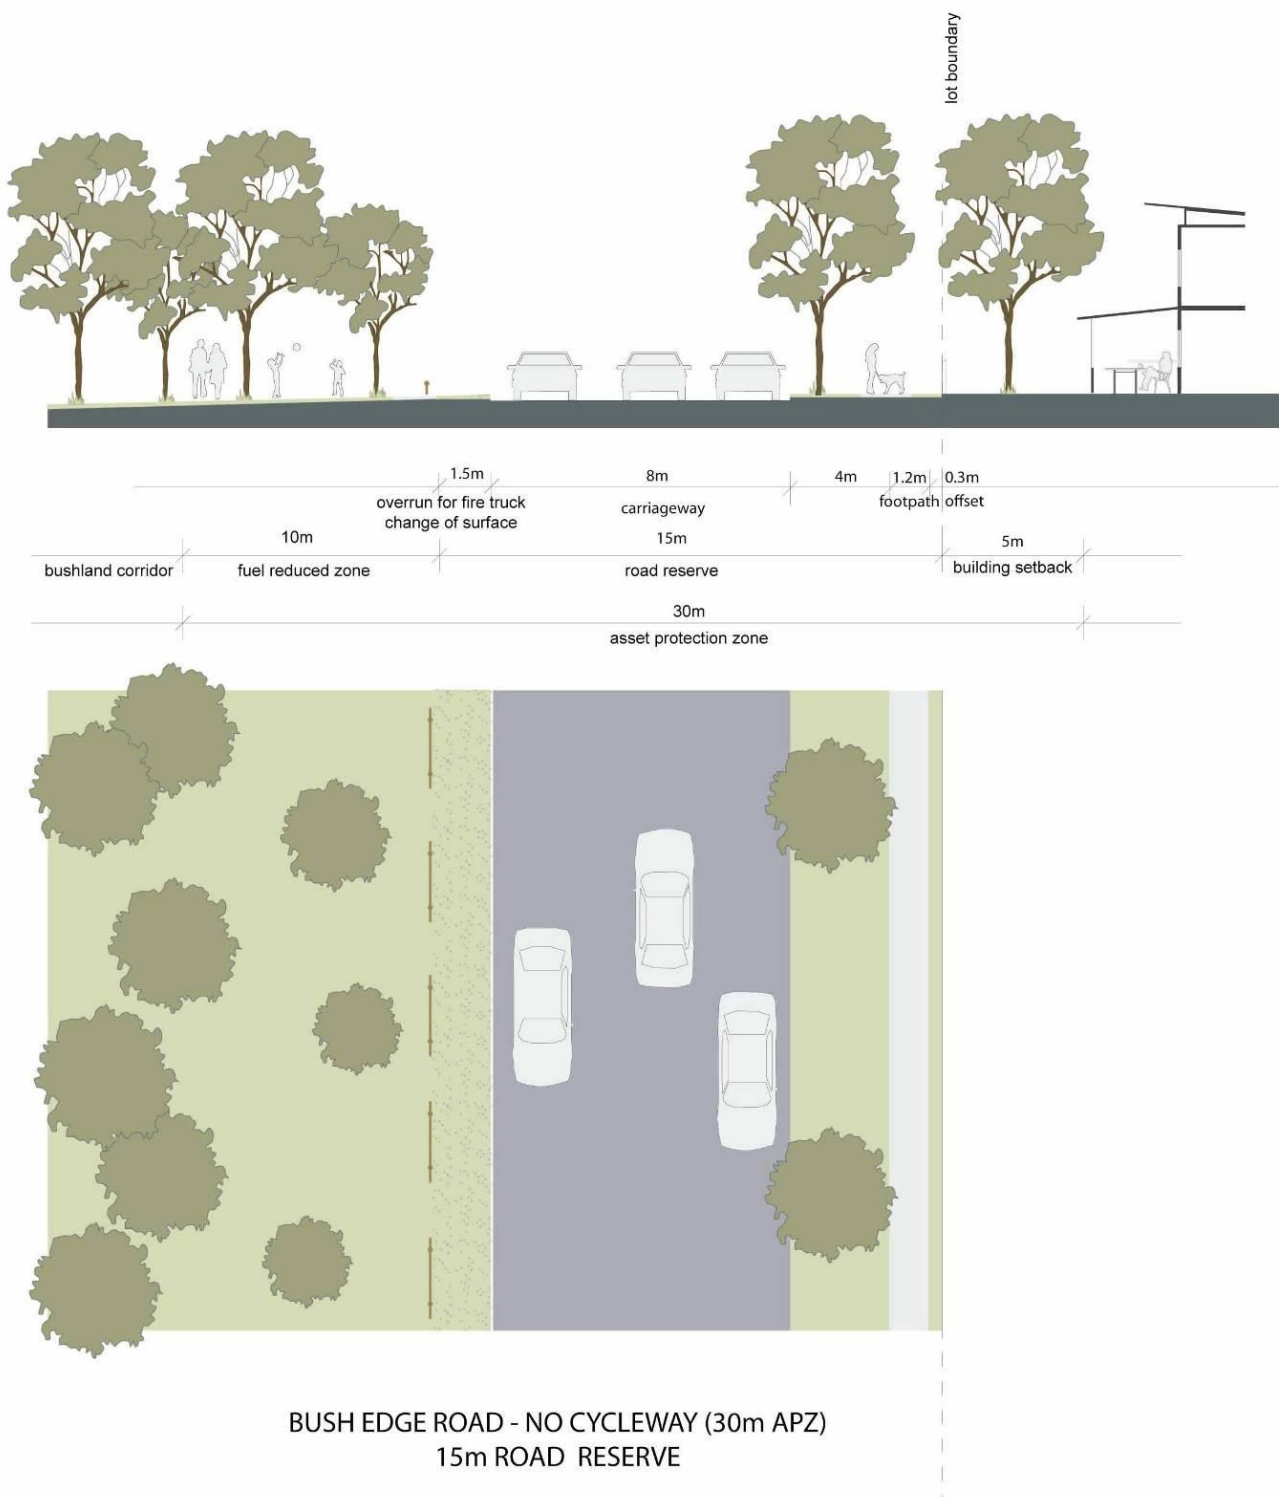 lot boundary
1.5m
8m
4m
1.2m
0.3m
overrun for fire truck
change of surface
carriageway
footpath
offset
10m
15m
5m
bushland corridor
fuel reduced zone
road reserve
building setback
30m
asset protection zone
BUSH EDGE ROAD - NO CYCLEWAY (30m APZ)
15m ROAD RESERVE